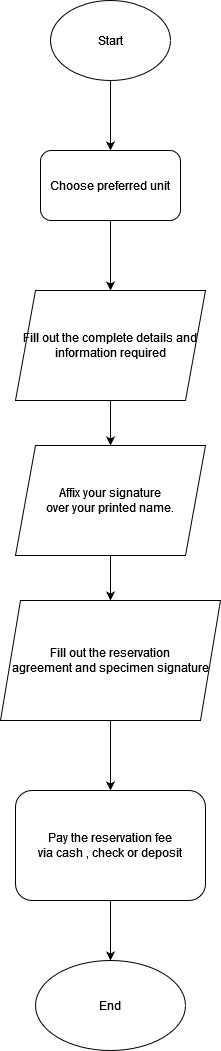 Start
Choose preferred unit
Fill out the complete details and
information required
Affix your signature
over your printed name.
Fill out the reservation
agreement and specimen signature
Pay the reservation fee
via cash , check or deposit
End